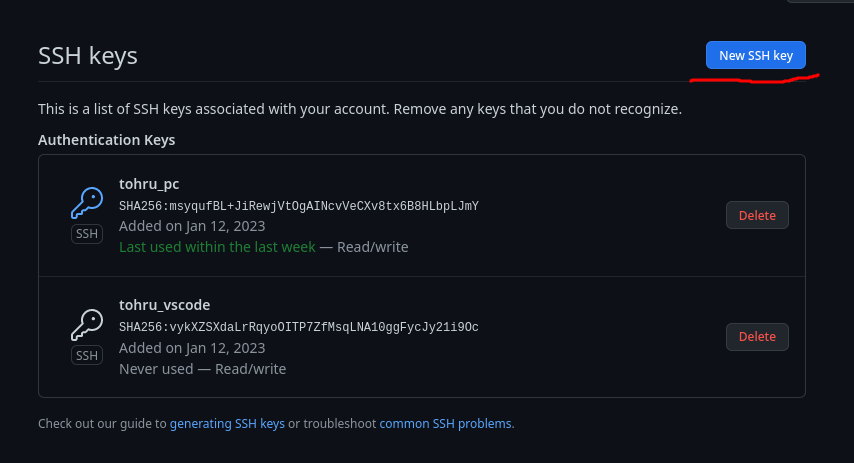 SSH keys
New SSH key
This is a list of SSH keys associated with your account. Remove any keys that you do not recognize.
Authentication Keys
tohru_pc
SHA256:msyqufBL+JiRewjVtOgAINcvVeCXv8tx6B8HLbpLJmY
Added on Jan 12, 2023
Last used within the last week — Read/write
SSH
Delete
tohru_vscode
SHA256:vykXZSXdaLrRqyoOITP7ZfMsqLNA10ggFycJy21i9Oc
Added on Jan 12, 2023
Never used — Read/write
SSH
Delete
Check out our guide to generating SSH keys or troubleshoot common SSH problems.